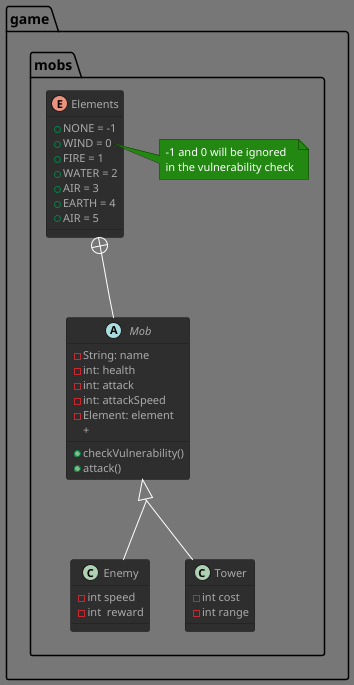 game
mobs
E Elements
NONE = -1
WIND = 0
FIRE = 1
WATER = 2
AIR = 3
EARTH = 4
AIR = 5
-1 and 0 will be ignored
in the vulnerability check
A Mob
String: name
int: health
int: attack
int: attackSpeed
Element: element
+
checkVulnerability()
attack()
C Enemy
int speed
int reward
C Tower
int cost
int range